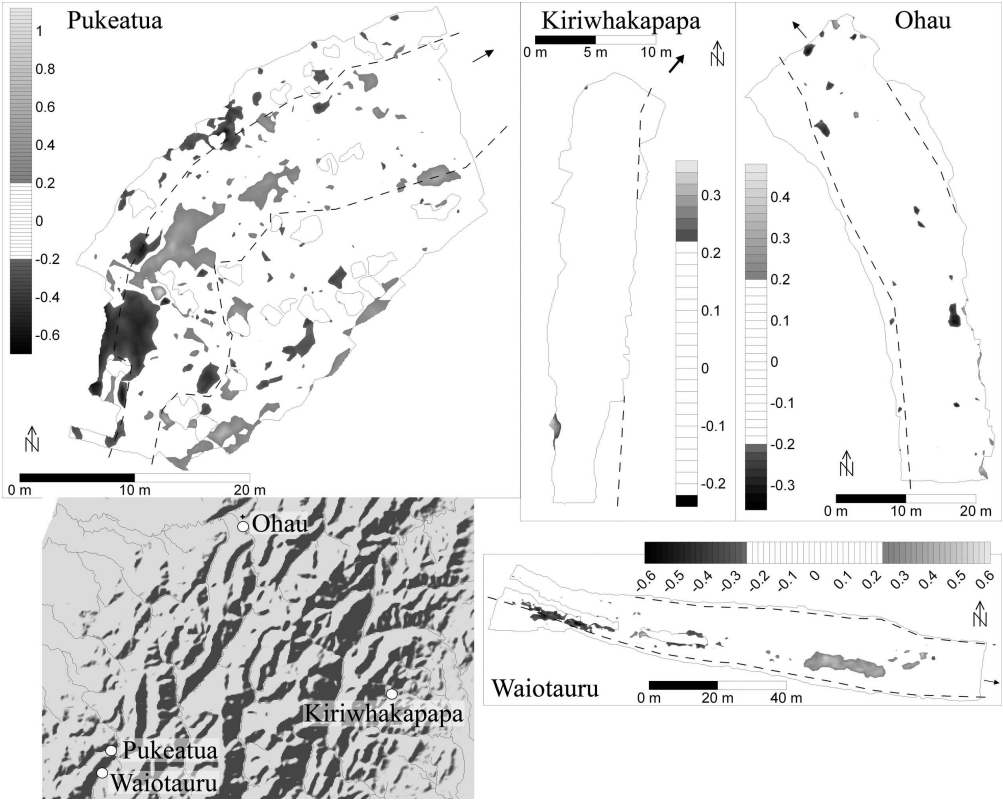 Pukeatua
1
0.8
0.6
0.4
0.2
0
-0.2
-0.4
-0.6
N
0 m 10 m 20 m
Kiriwhakapapa
0 m 5 m 10 m
N
0.3
0.2
0.1
0
-0.1
-0.2
Ohau
0.4
0.3
0.2
0.1
0
-0.1
-0.2
-0.3
N
0 m 10 m 20 m
Ohau
Kiriwhakapapa
Pukeatua
Waiotauru
-0.6 -0.5 -0.4 -0.3 -0.2 -0.1 0 0.1 0.2 0.3 0.4 0.5 0.6
N
Waiotauru
0 m 20 m 40 m